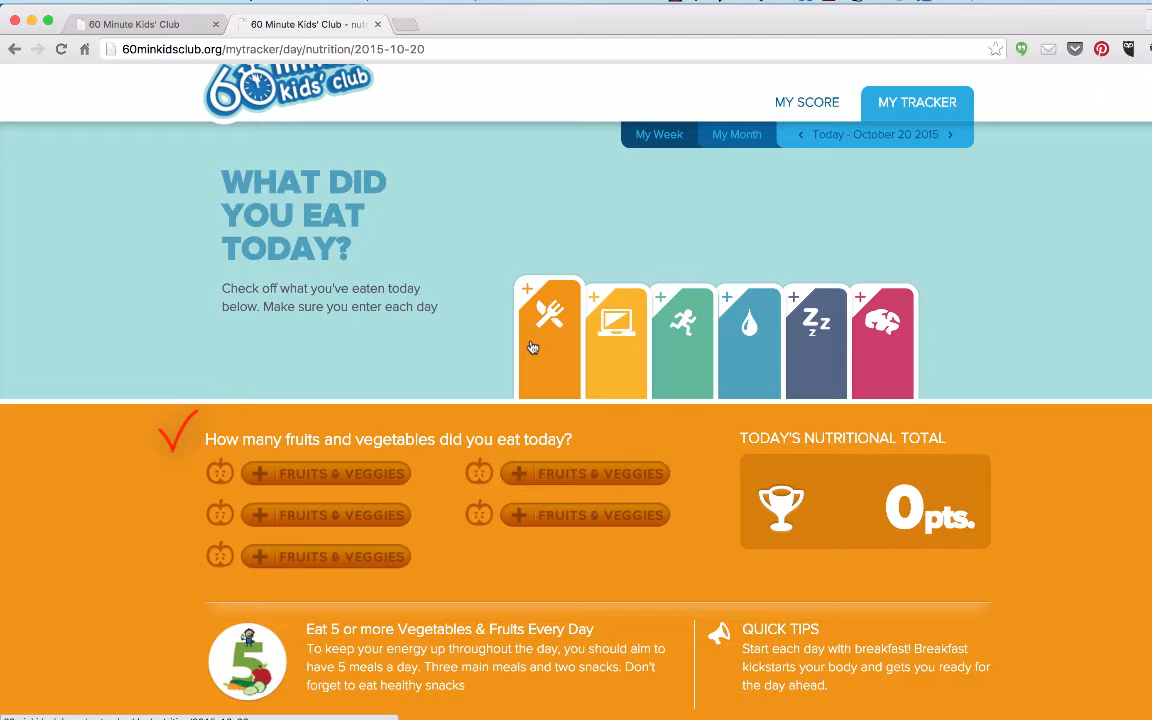 60 Minute Kids' Club
60 Minute Kids' Club - nut
60minkidsclub.org/mytracker/day/nutrition/2015-10-20
60 minute
kids' club
MY SCORE
MY TRACKER
My Week
My Month
Today - October 20 2015
WHAT DID
YOU EAT
TODAY?
Check off what you've eaten today
below. Make sure you enter each day
ZZZ
How many fruits and vegetables did you eat today?
FRUITS & VEGGIES
FRUITS & VEGGIES
FRUITS & VEGGIES
FRUITS & VEGGIES
FRUITS & VEGGIES
TODAY'S NUTRITIONAL TOTAL
0pts.
5
Eat 5 or more Vegetables & Fruits Every Day
To keep your energy up throughout the day, you should aim to
have 5 meals a day. Three main meals and two snacks. Don't
forget to eat healthy snacks
QUICK TIPS
Start each day with breakfast! Breakfast
kickstarts your body and gets you ready for
the day ahead.